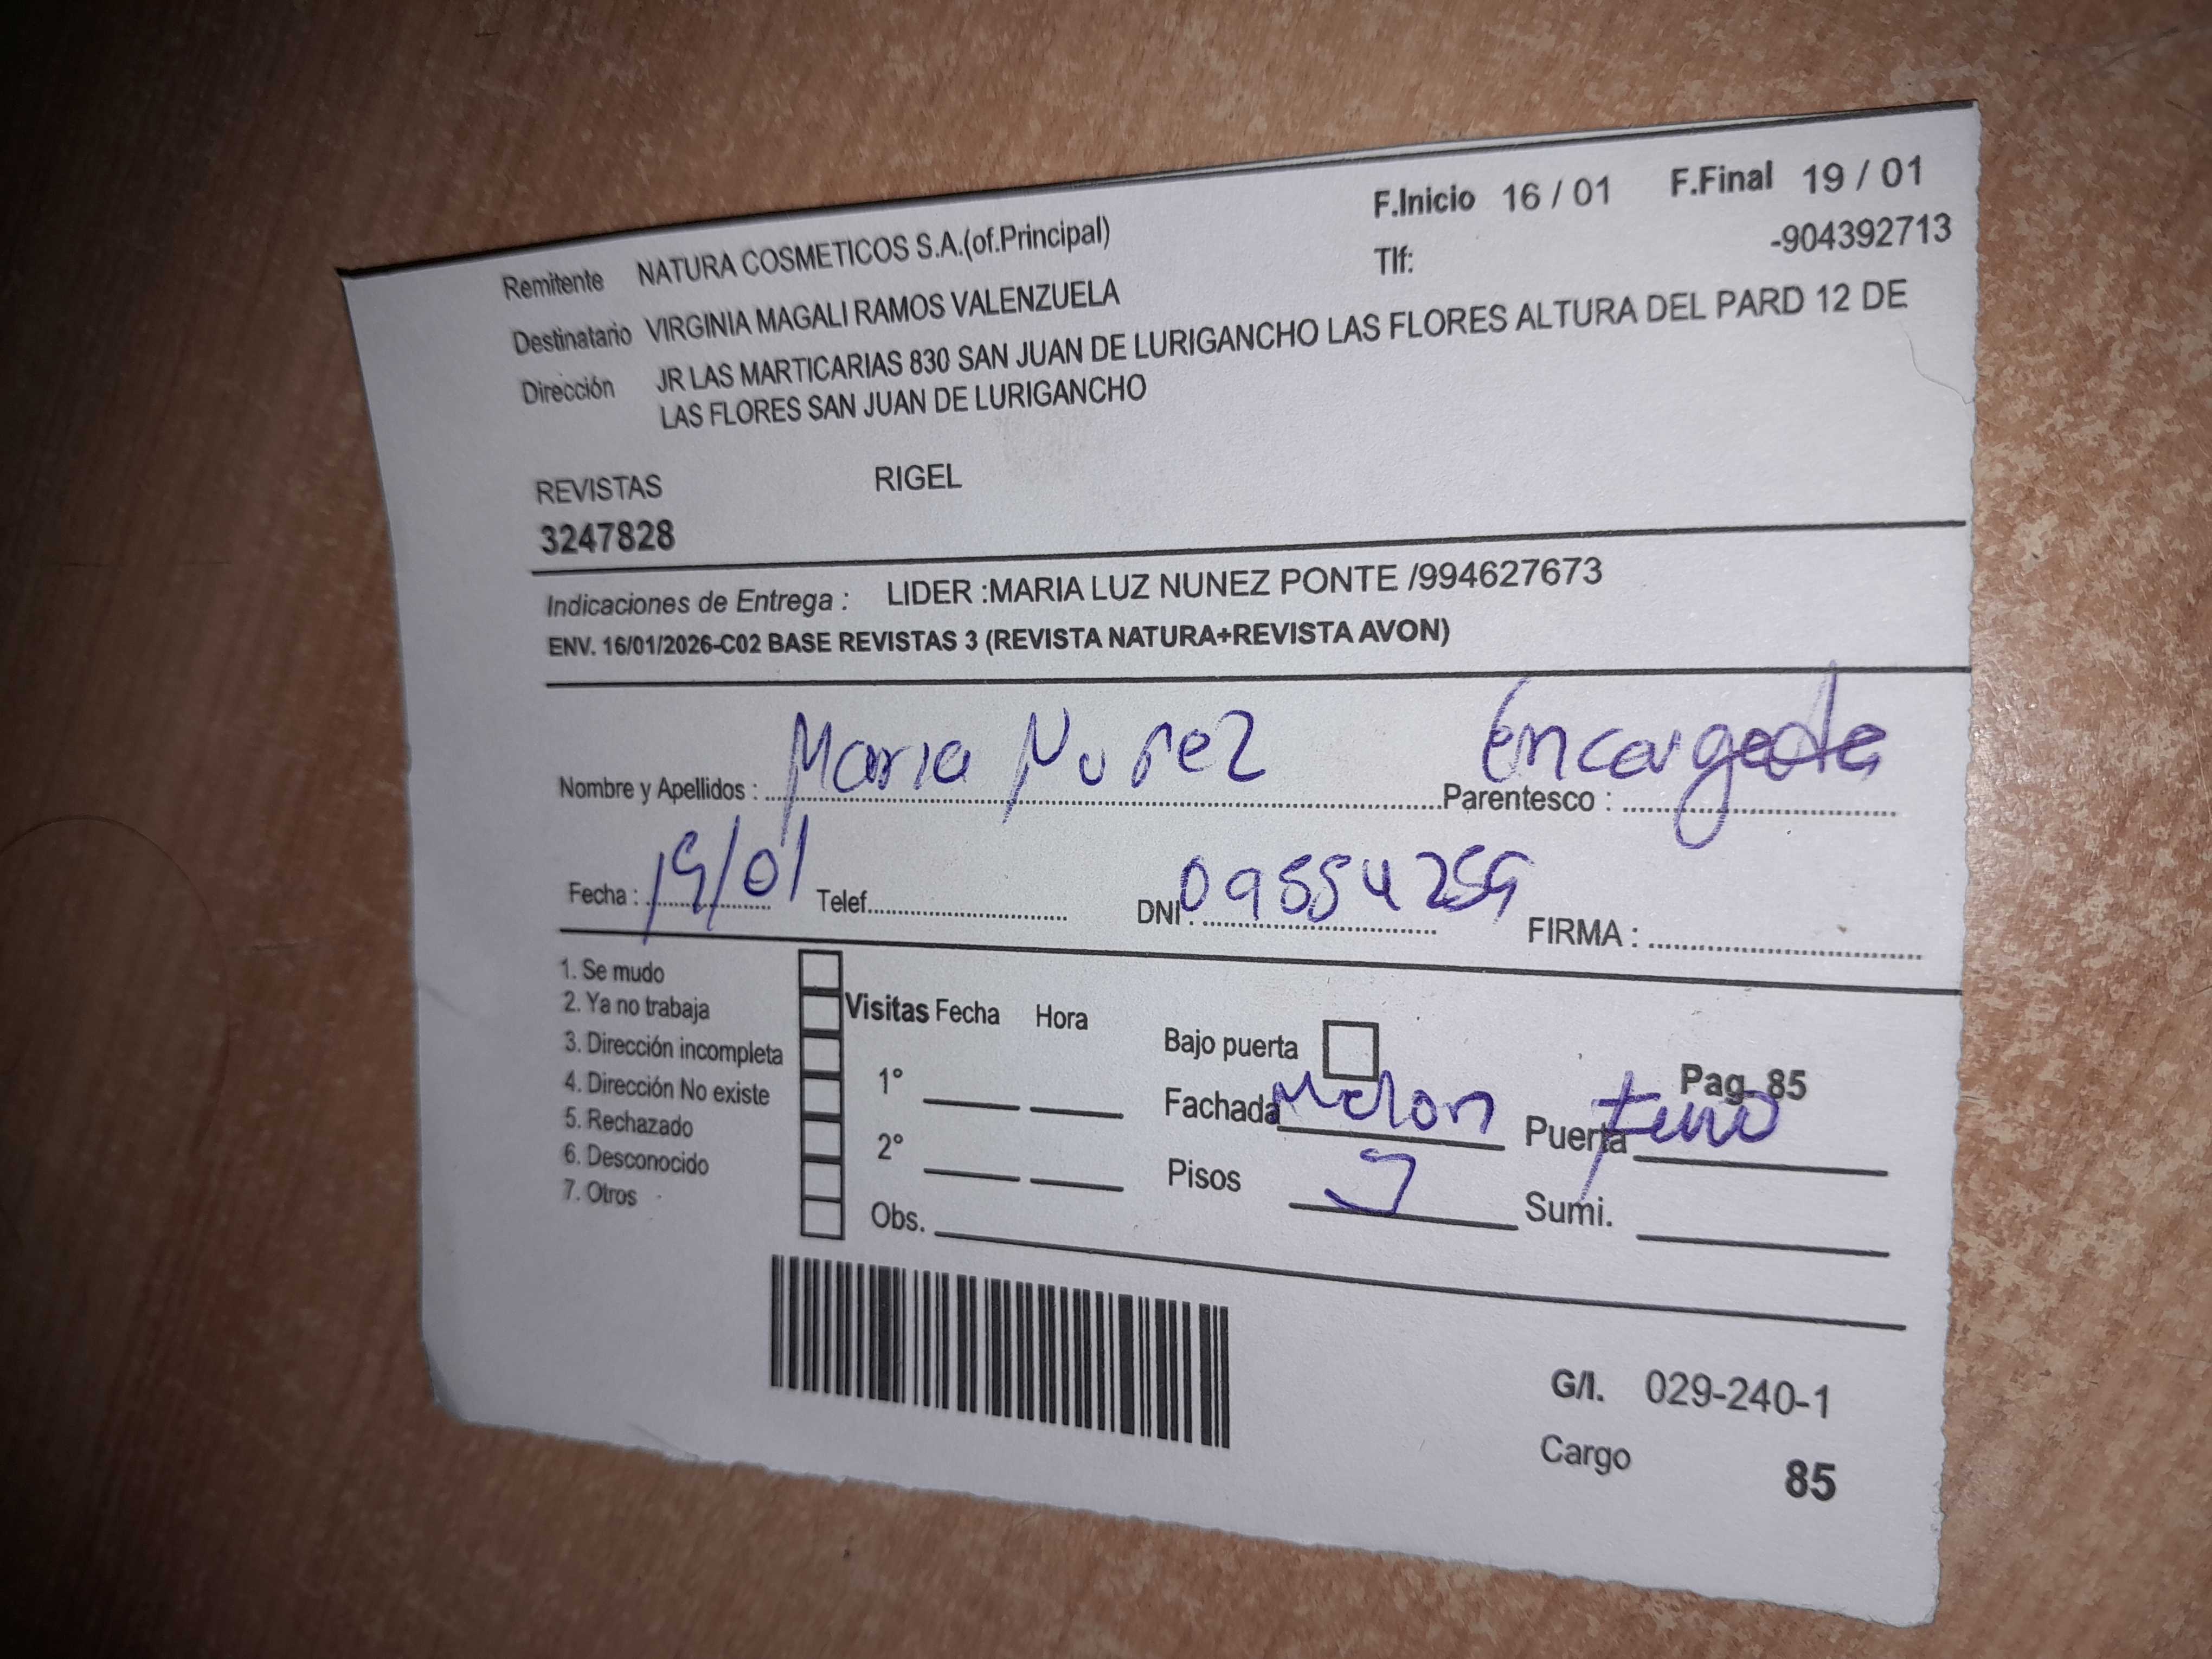 F.Inicio 16 / 01 F.Final 19 / 01
Remitente NATURA COSMETICOS S.A.(of.Principal) Tlf: -904392713
Destinatario VIRGINIA MAGALI RAMOS VALENZUELA
Dirección JR LAS MARTICARIAS 830 SAN JUAN DE LURIGANCHO LAS FLORES ALTURA DEL PARD 12 DE
LAS FLORES SAN JUAN DE LURIGANCHO
REVISTAS RIGEL
3247828
Indicaciones de Entrega : LIDER :MARIA LUZ NUNEZ PONTE /994627673
ENV. 16/01/2026-C02 BASE REVISTAS 3 (REVISTA NATURA+REVISTA AVON)
Nombre y Apellidos : Maria Nuñez Parentesco : Encargada
Fecha : 19/01 Telef. DNI : 09554259 FIRMA :
1. Se mudo
2. Ya no trabaja
3. Dirección incompleta
4. Dirección No existe
5. Rechazado
6. Desconocido
7. Otros
Visitas Fecha Hora
1°
2°
Obs.
Bajo puerta Pag. 85
Fachada Melon Puerta
Pisos Sumi.
G/I. 029-240-1
Cargo 85